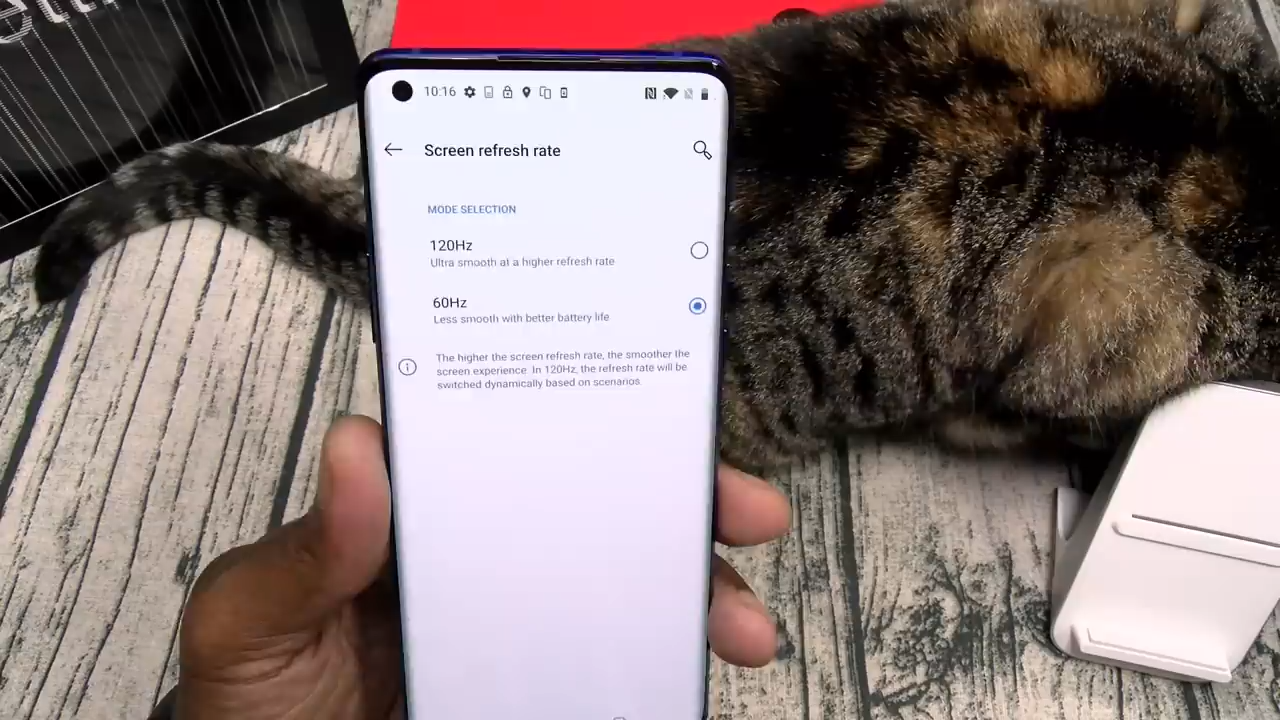 10:16
Screen refresh rate
MODE SELECTION
120Hz
Ultra smooth at a higher refresh rate
60Hz
Less smooth with better battery life
The higher the screen refresh rate, the smoother the
screen experience. In 120Hz, the refresh rate will be
switched dynamically based on scenarios.